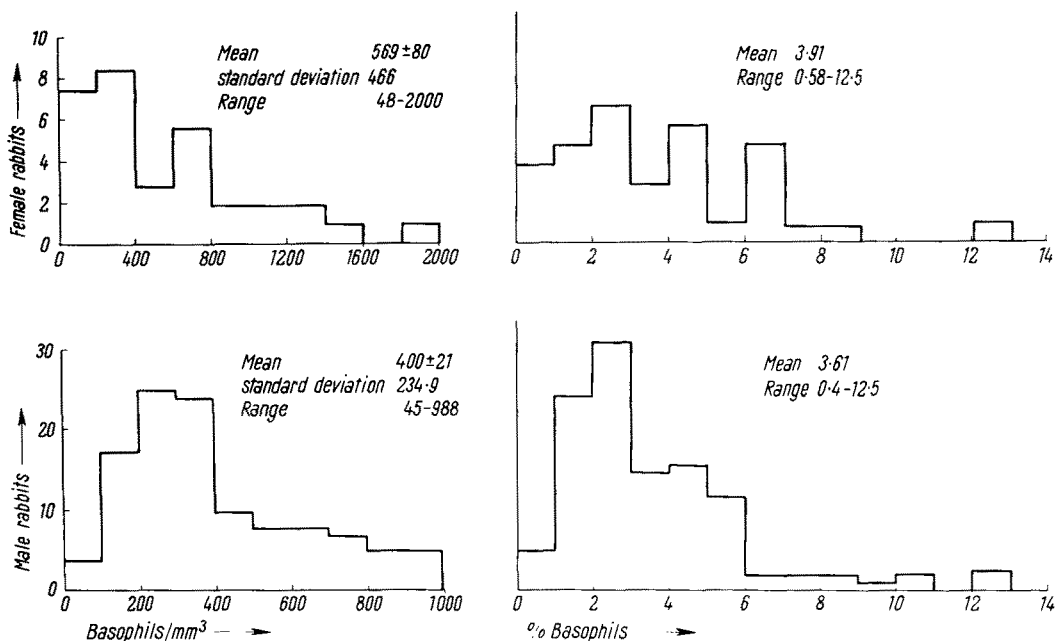 Mean 569±80
standard deviation 466
Range 48-2000
Female rabbits
10
8
6
4
2
0
0 400 800 1200 1600 2000
Mean 3·91
Range 0·58-12·5
0 2 4 6 8 10 12 14
Mean 400±21
standard deviation 234·9
Range 45-988
Male rabbits
30
20
10
0
0 200 400 600 800 1000
Basophils/mm³
Mean 3·61
Range 0·4-12·5
0 2 4 6 8 10 12 14
% Basophils